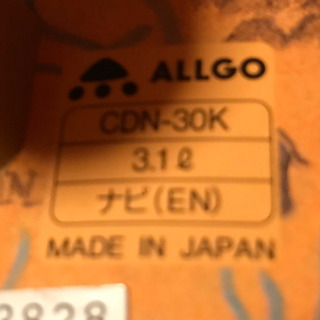 ALLGO
CDN-30K
3.1ℓ
ナビ(EN)
MADE IN JAPAN